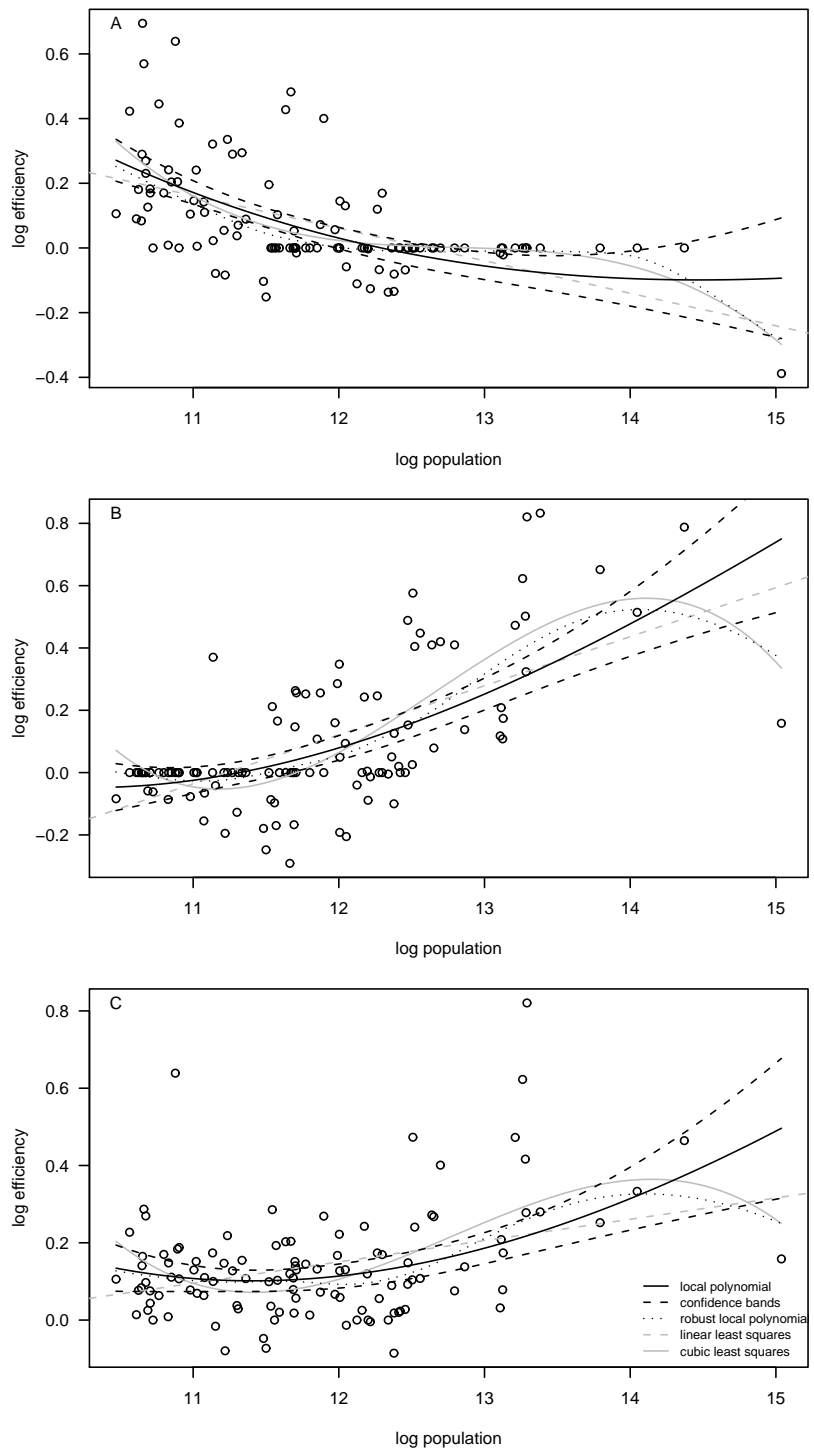 A
0.6
0.4
0.2
0.0
−0.2
−0.4
log efficiency
11 12 13 14 15
log population
B
0.8
0.6
0.4
0.2
0.0
−0.2
log efficiency
11 12 13 14 15
log population
C
0.8
0.6
0.4
0.2
0.0
log efficiency
local polynomial
confidence bands
robust local polynomia
linear least squares
cubic least squares
11 12 13 14 15
log population